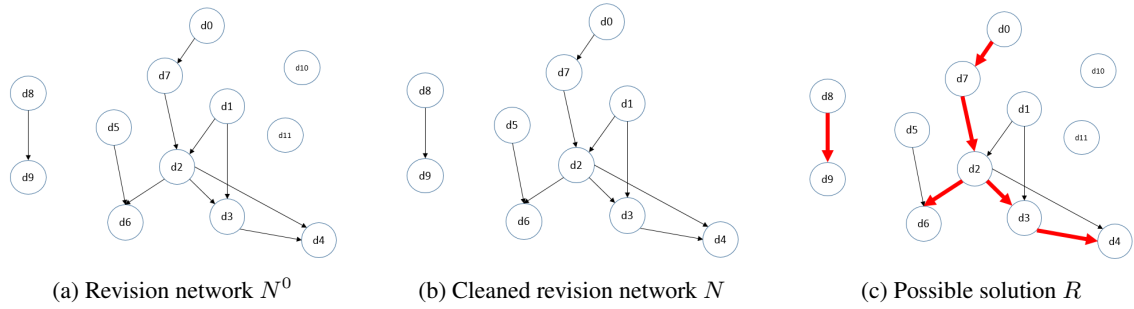 d0
d7
d10
d8
d1
d5
d11
d2
d9
d6
d3
d4
(a) Revision network N⁰
d0
d7
d8
d1
d5
d2
d9
d6
d3
d4
(b) Cleaned revision network N
d0
d7
d10
d8
d1
d5
d11
d2
d9
d6
d3
d4
(c) Possible solution R